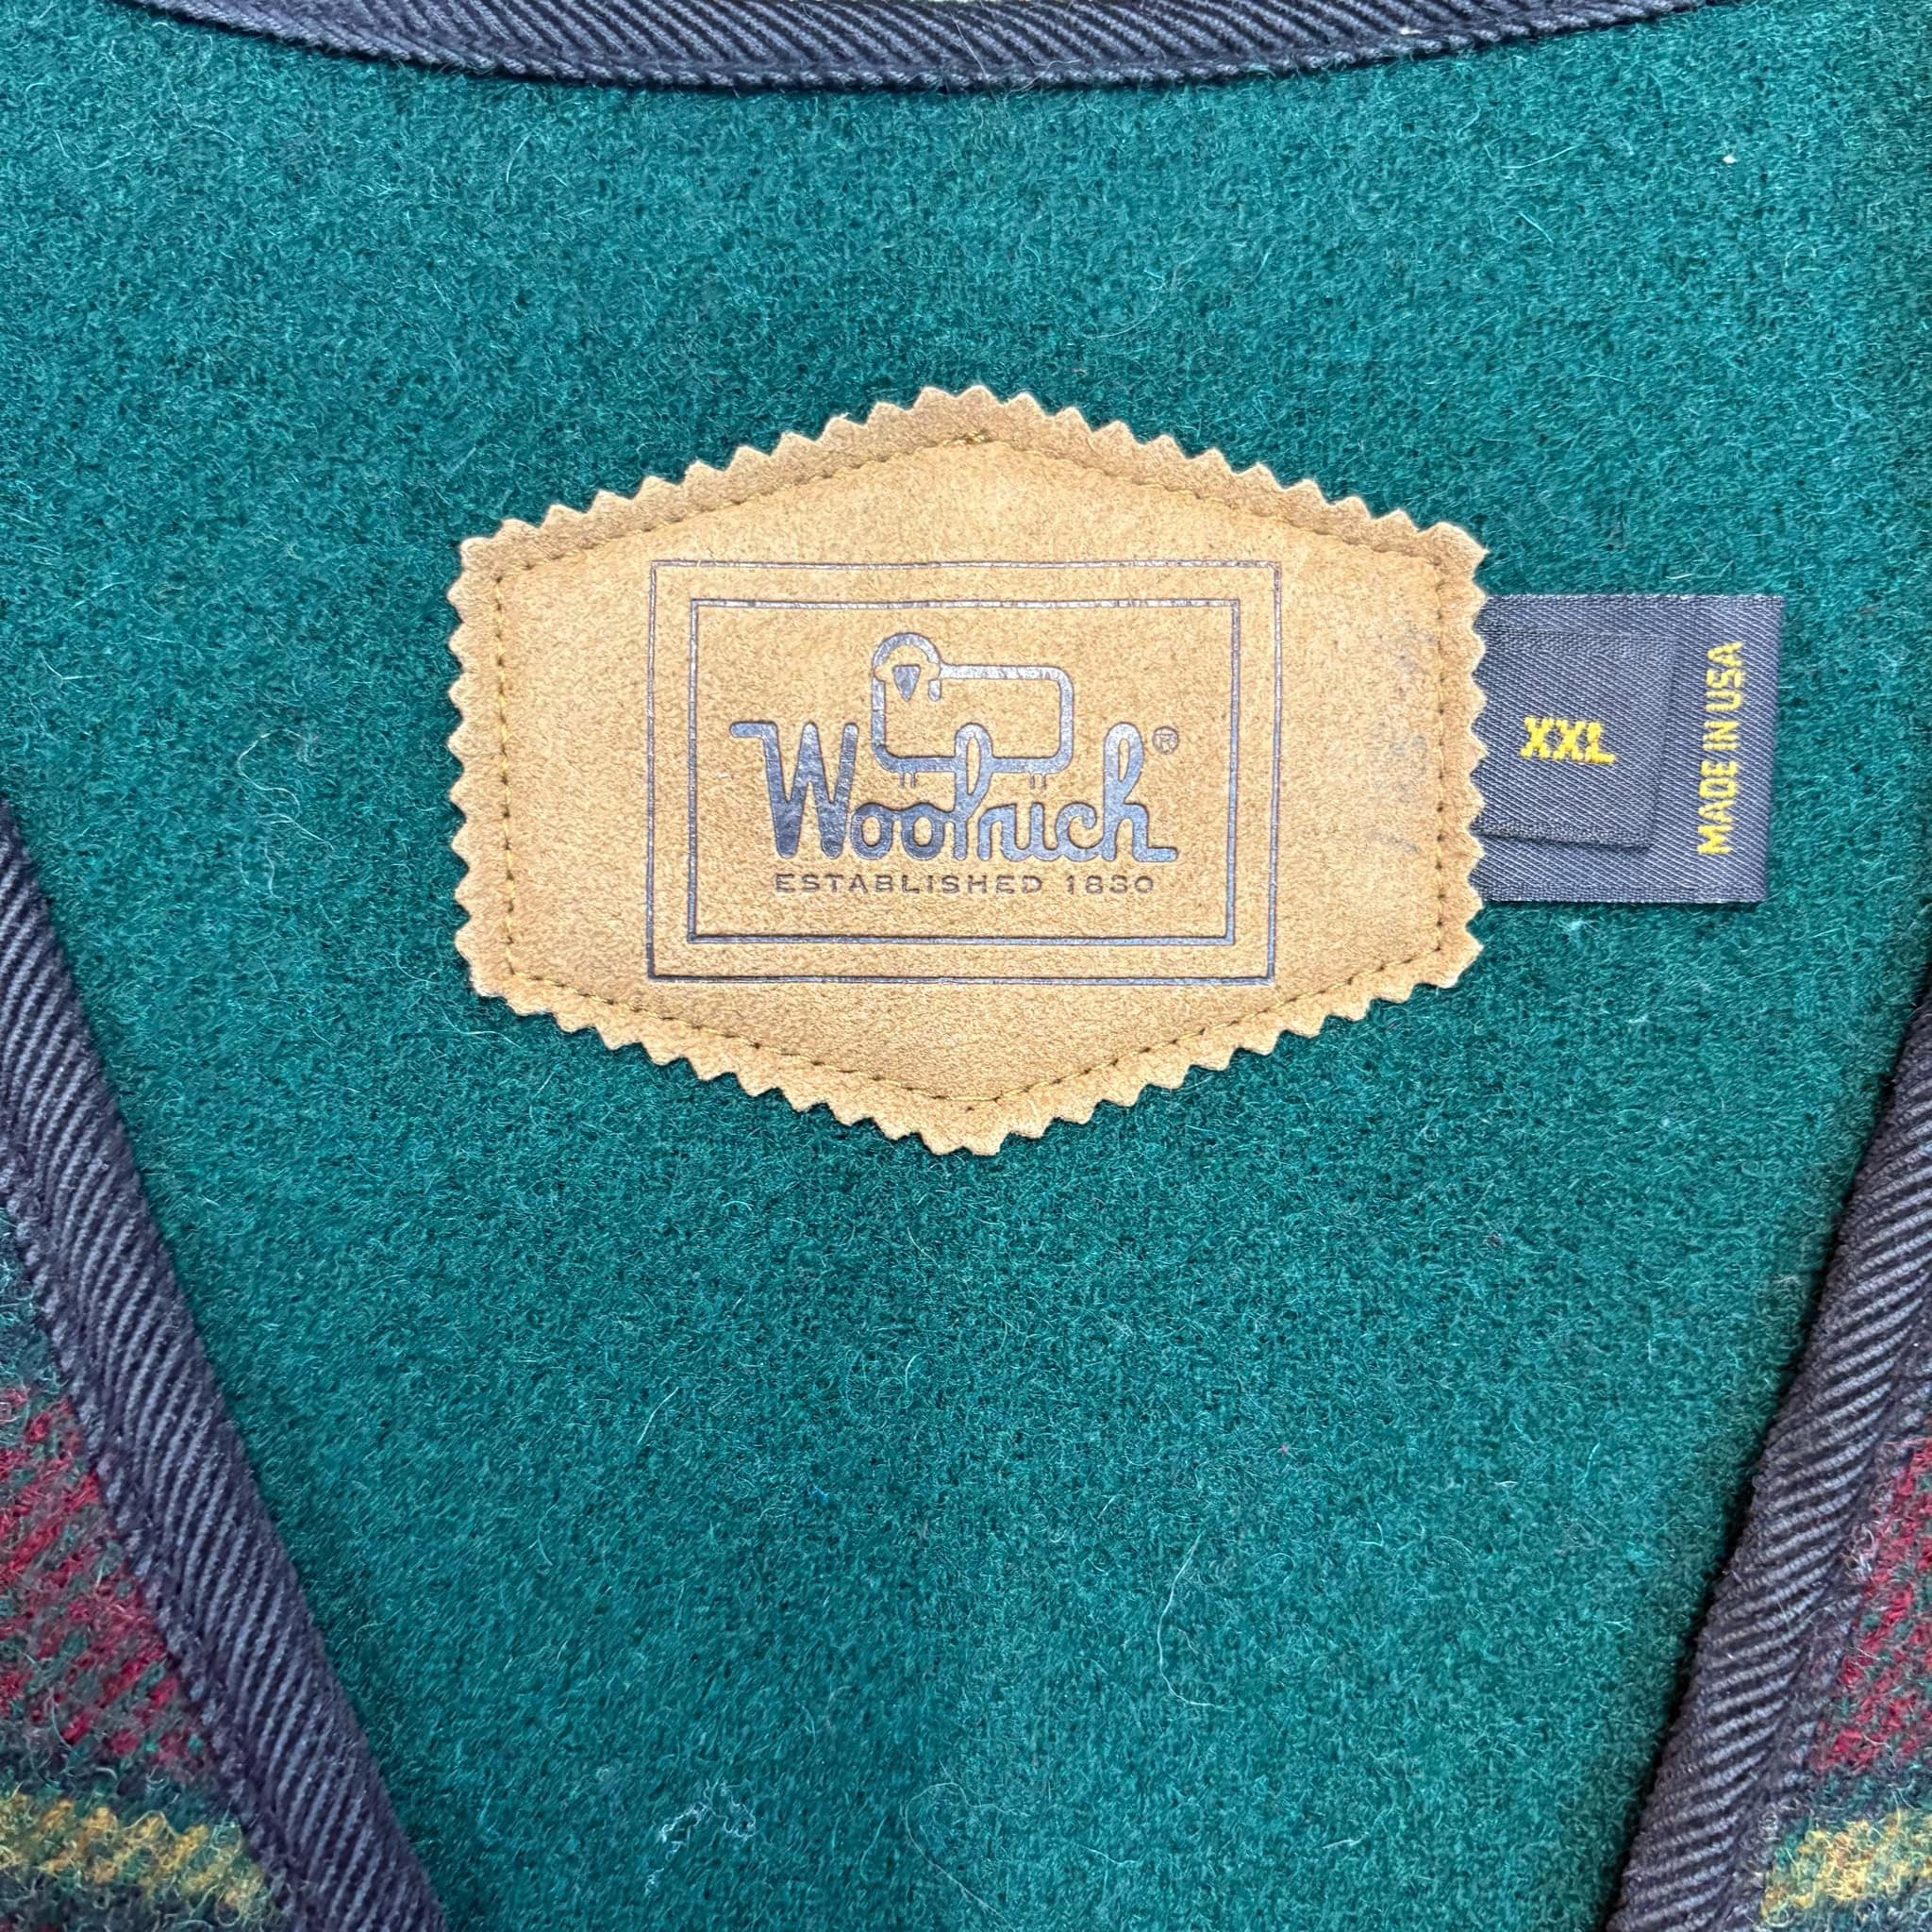 Woolrich®
ESTABLISHED 1830
XXL
MADE IN USA